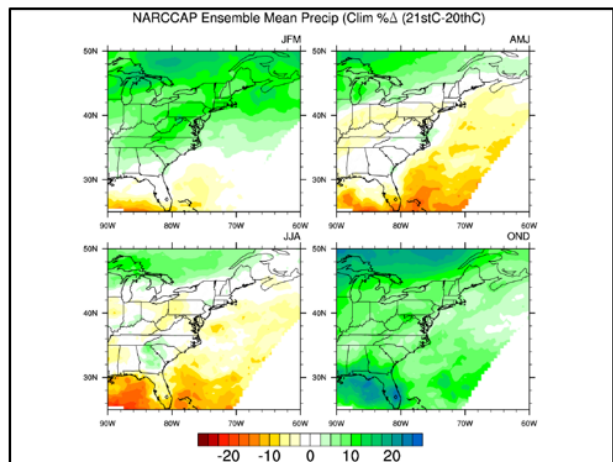 NARCCAP Ensemble Mean Precip (Clim %Δ (21stC-20thC)
JFM
AMJ
50N
40N
30N
90W 80W 70W 60W
50N
40N
30N
90W 80W 70W 60W
JJA
OND
50N
40N
30N
90W 80W 70W 60W
50N
40N
30N
90W 80W 70W 60W
-20 -10 0 10 20